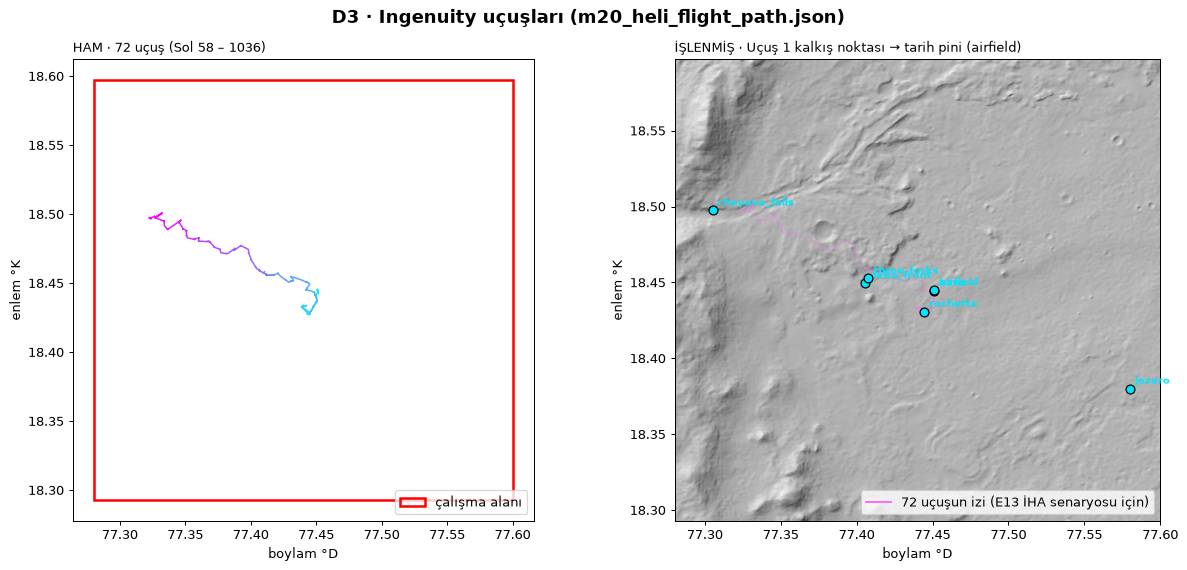 D3 · Ingenuity uçuşları (m20_heli_flight_path.json)
HAM · 72 uçuş (Sol 58 – 1036)
18.60
18.55
18.50
18.45
18.40
18.35
18.30
enlem °K
77.30
77.35
77.40
77.45
77.50
77.55
77.60
boylam °D
çalışma alanı
İŞLENMİŞ · Uçuş 1 kalkış noktası → tarih pini (airfield)
18.55
18.50
18.45
18.40
18.35
18.30
enlem °K
77.30
77.35
77.40
77.45
77.50
77.55
77.60
boylam °D
rochette
jezero
72 uçuşun izi (E13 İHA senaryosu için)